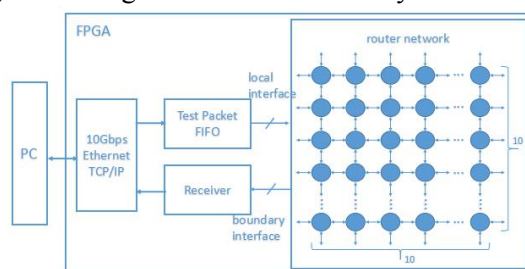 FPGA
router network
local
interface
PC
10Gbps
Ethernet
TCP/IP
Test Packet
FIFO
Receiver
boundary
interface
10
10